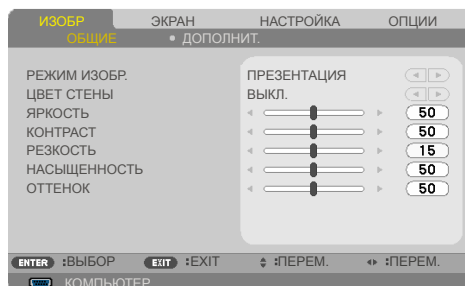 ИЗОБР ЭКРАН НАСТРОЙКА ОПЦИИ
ОБЩИЕ • ДОПОЛНИТ.
РЕЖИМ ИЗОБР. ПРЕЗЕНТАЦИЯ
ЦВЕТ СТЕНЫ ВЫКЛ.
ЯРКОСТЬ 50
КОНТРАСТ 50
РЕЗКОСТЬ 15
НАСЫЩЕННОСТЬ 50
ОТТЕНОК 50
ENTER :ВЫБОР EXIT :EXIT :ПЕРЕМ. :ПЕРЕМ.
КОМПЬЮТЕР